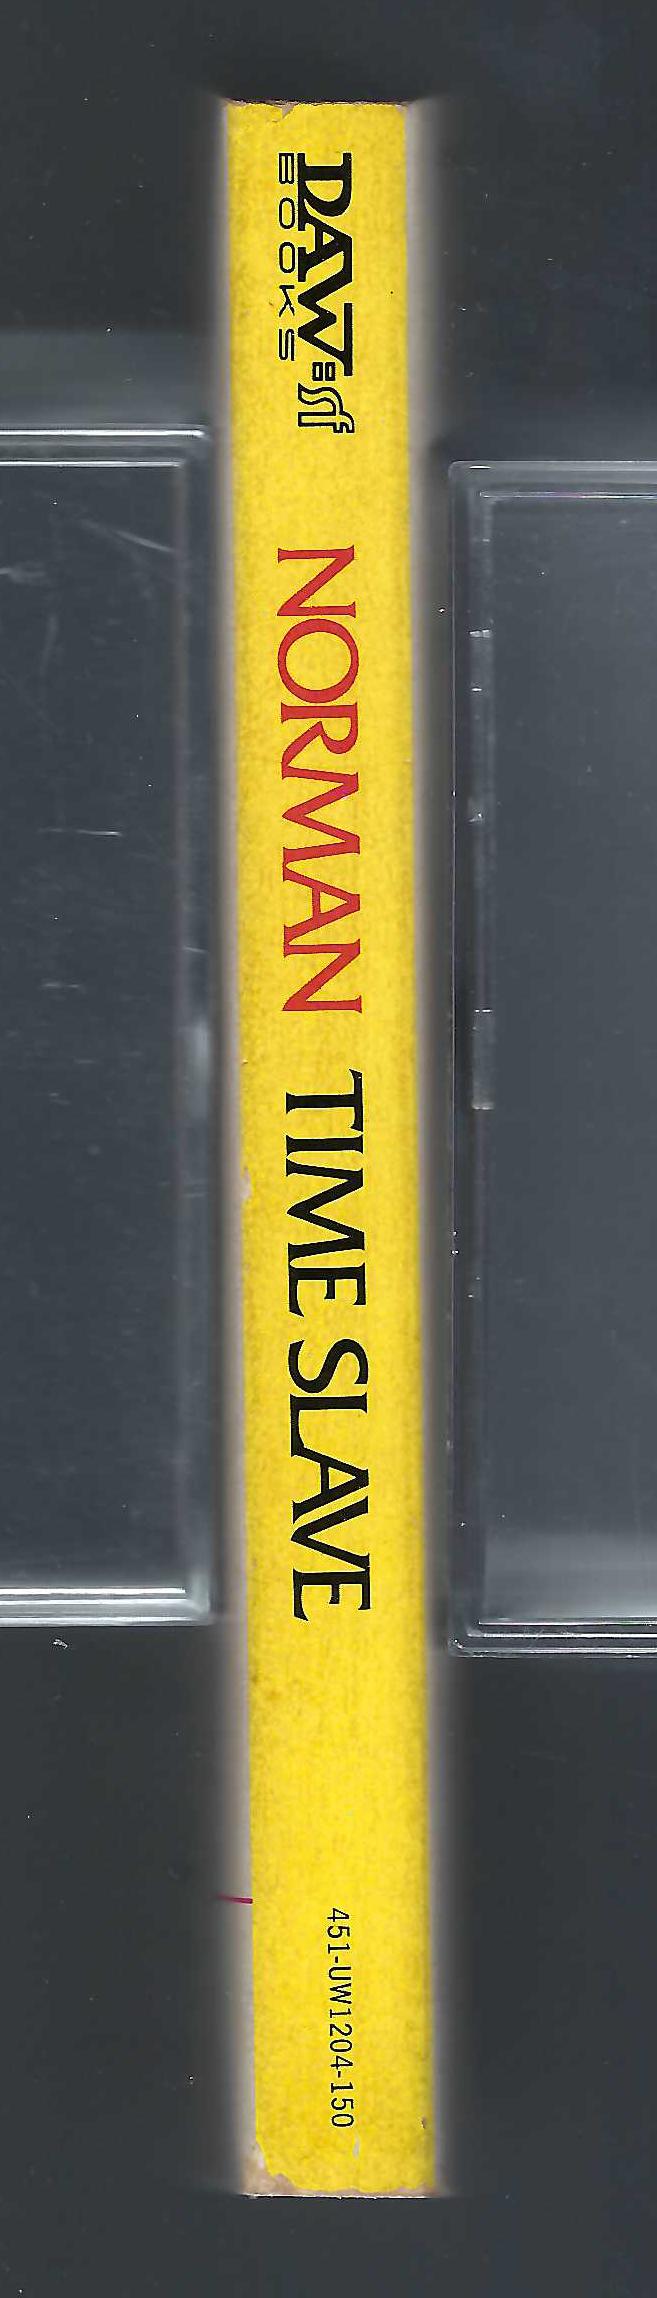 DAW:sf
BOOKS
NORMAN TIME SLAVE
451-UW1204-150